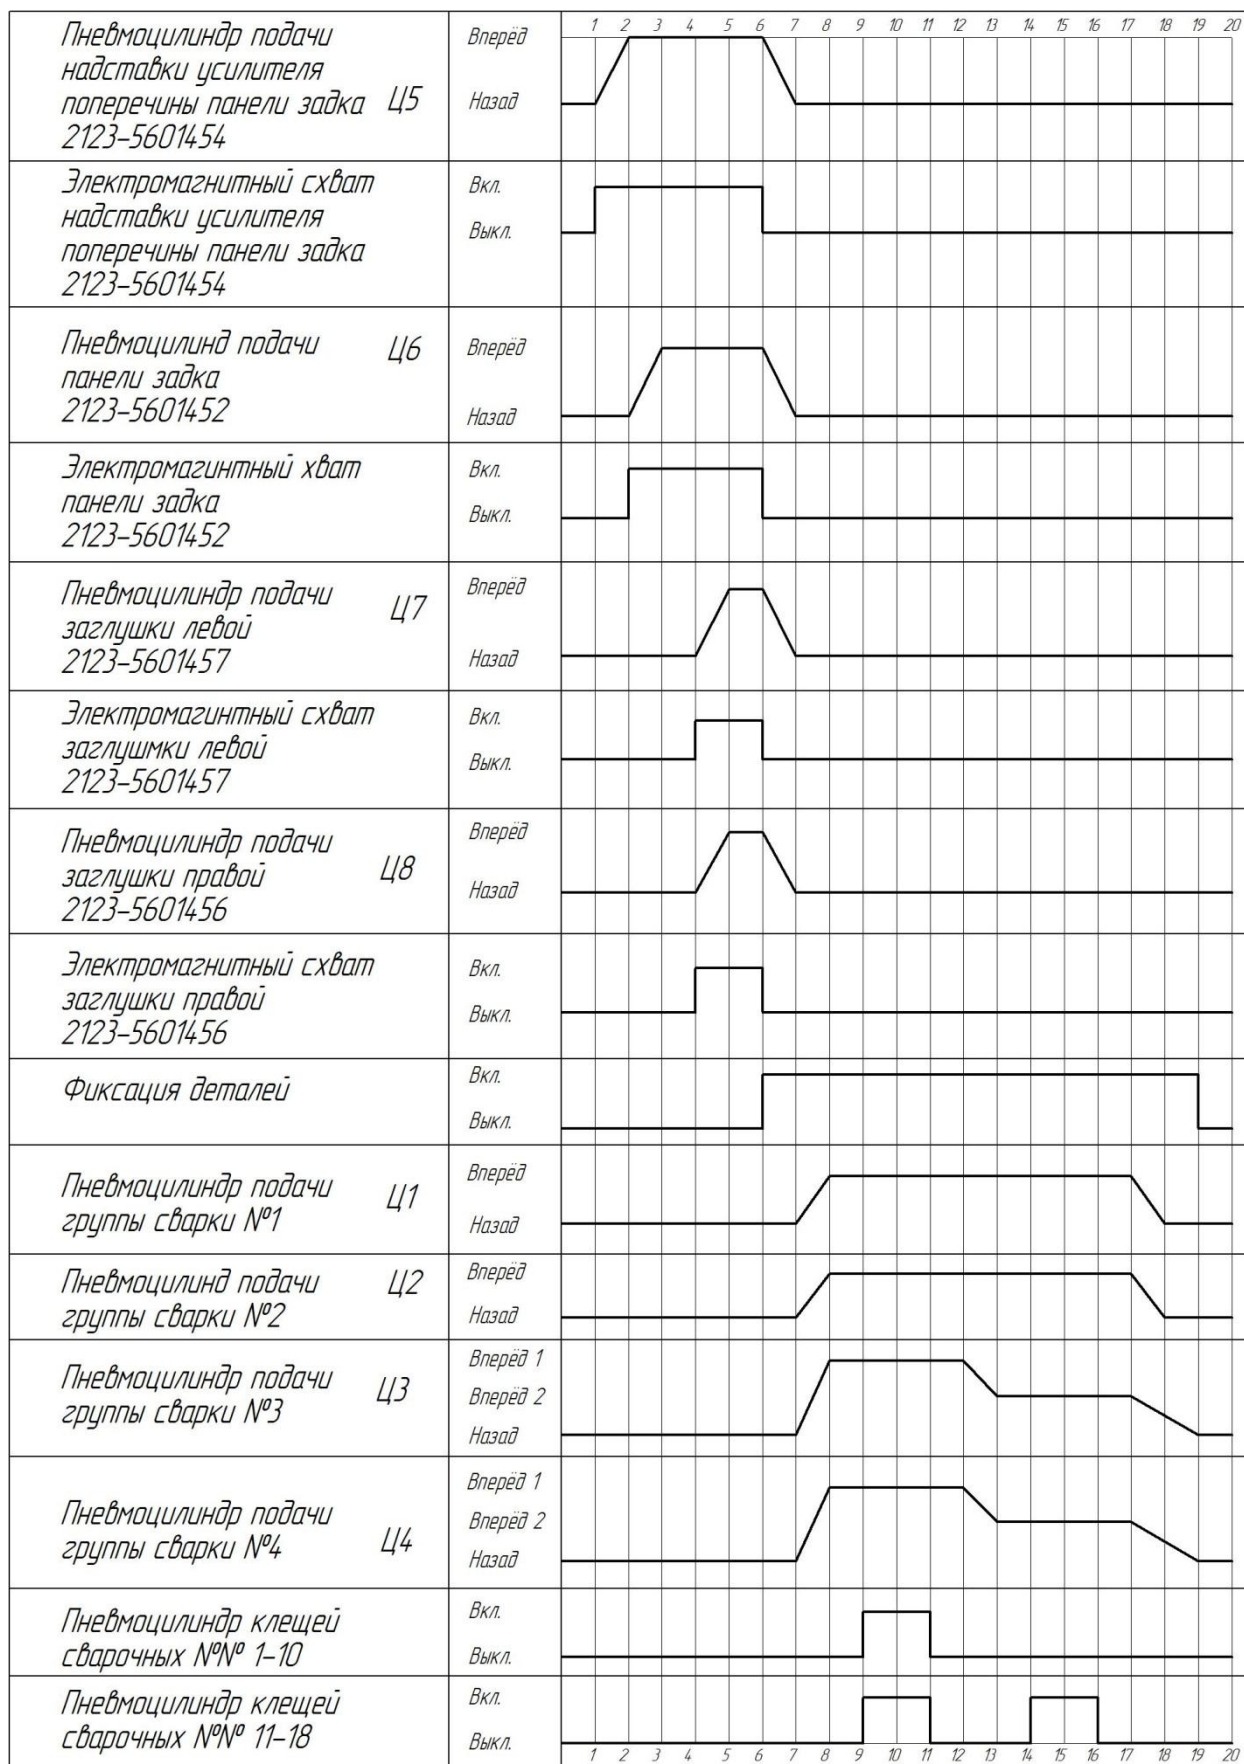 1 2 3 4 5 6 7 8 9 10 11 12 13 14 15 16 17 18 19 20
Пневмоцилиндр подачи
надставки усилителя
поперечины панели задка Ц5
2123-5601454
Вперёд
Назад
Электромагнитный схват
надставки усилителя
поперечины панели задка
2123-5601454
Вкл.
Выкл.
Пневмоцилинд подачи Ц6
панели задка
2123-5601452
Вперёд
Назад
Электромагинтный хват
панели задка
2123-5601452
Вкл.
Выкл.
Пневмоцилиндр подачи Ц7
заглушки левой
2123-5601457
Вперёд
Назад
Электромагинтный схват
заглушмки левой
2123-5601457
Вкл.
Выкл.
Пневмоцилиндр подачи
заглушки правой Ц8
2123-5601456
Вперёд
Назад
Электромагнитный схват
заглушки правой
2123-5601456
Вкл.
Выкл.
Фиксация деталей
Вкл.
Выкл.
Пневмоцилиндр подачи Ц1
группы сварки №1
Вперёд
Назад
Пневмоцилинд подачи Ц2
группы сварки №2
Вперёд
Назад
Пневмоцилиндр подачи Ц3
группы сварки №3
Вперёд 1
Вперёд 2
Назад
Пневмоцилиндр подачи
группы сварки №4 Ц4
Вперёд 1
Вперёд 2
Назад
Пневмоцилиндр клещей
сварочных №№ 1-10
Вкл.
Выкл.
Пневмоцилиндр клещей
сварочных №№ 11-18
Вкл.
Выкл.
1 2 3 4 5 6 7 8 9 10 11 12 13 14 15 16 17 18 19 20